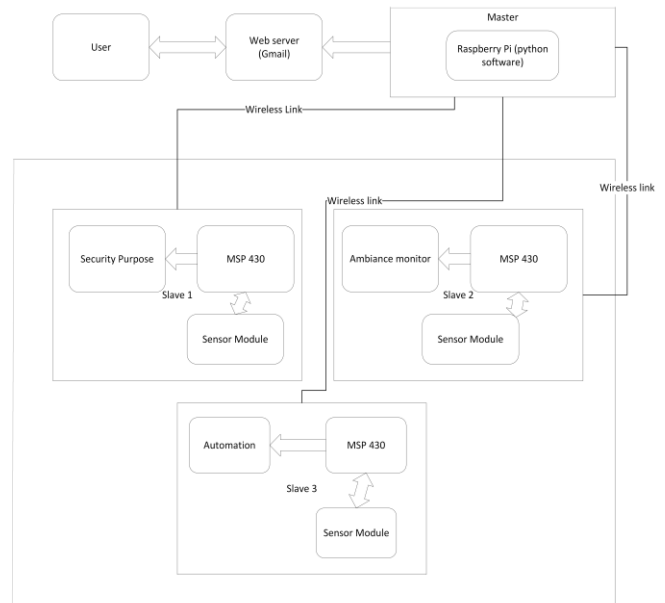 Master
User
Web server
(Gmail)
Raspberry Pi (python
software)
Wireless Link
Wireless link
Wireless link
Security Purpose
MSP 430
Slave 1
Sensor Module
Ambiance monitor
MSP 430
Slave 2
Sensor Module
Automation
MSP 430
Slave 3
Sensor Module